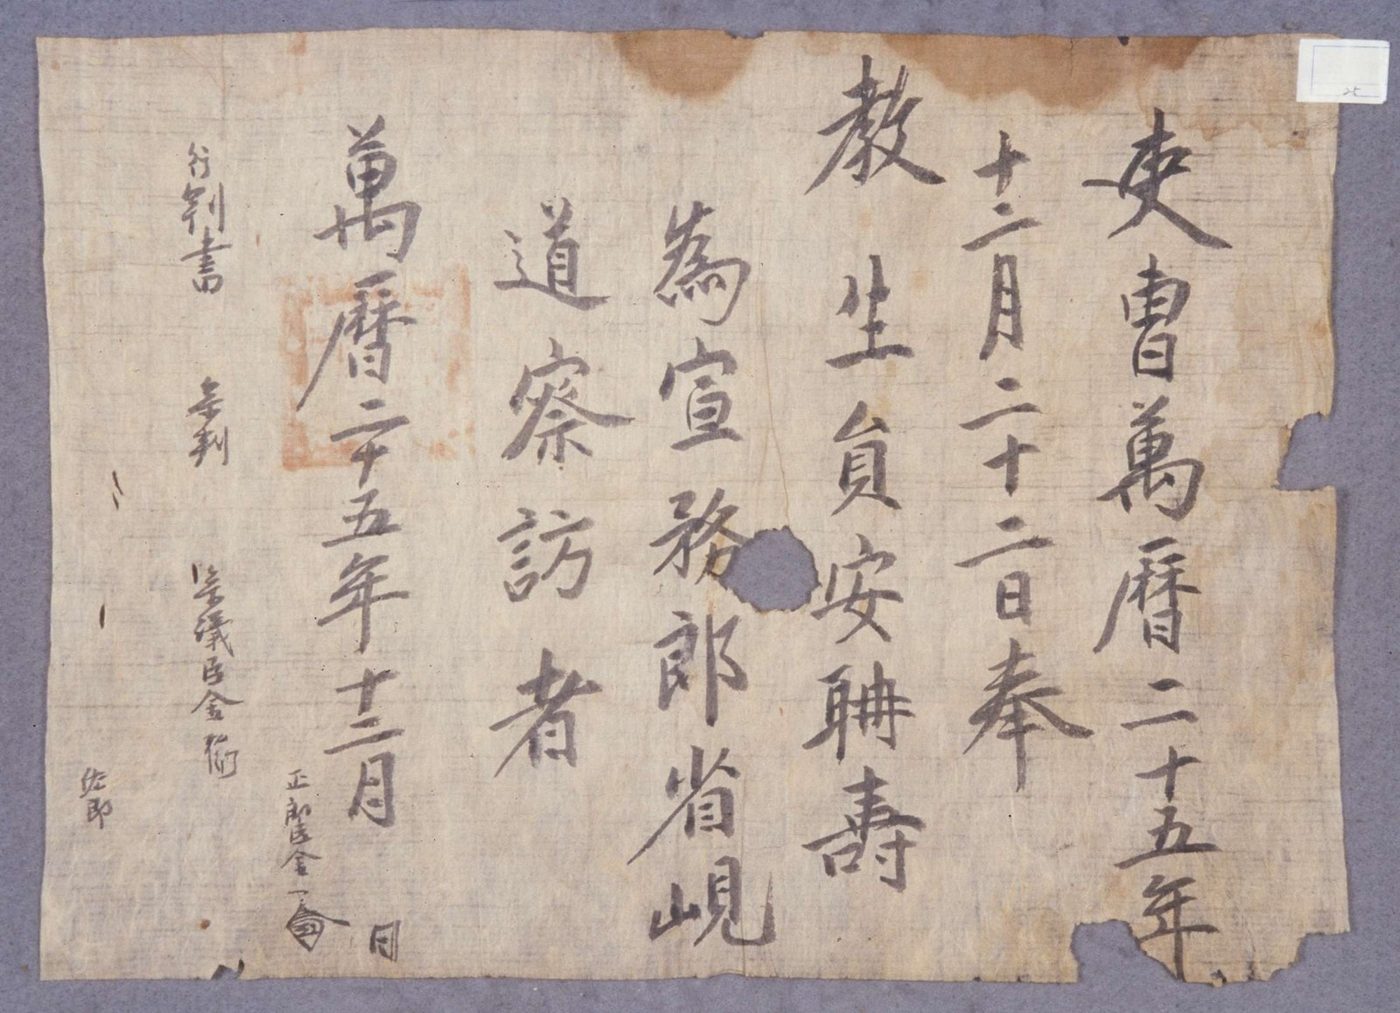 吏曺萬曆二十五年
十二月二十二日奉
教生員安聃壽
爲宣務郎省峴
道察訪者
萬曆二十五年十二月 日
正郎臣金
行判書 參判 參議臣金
佐郎